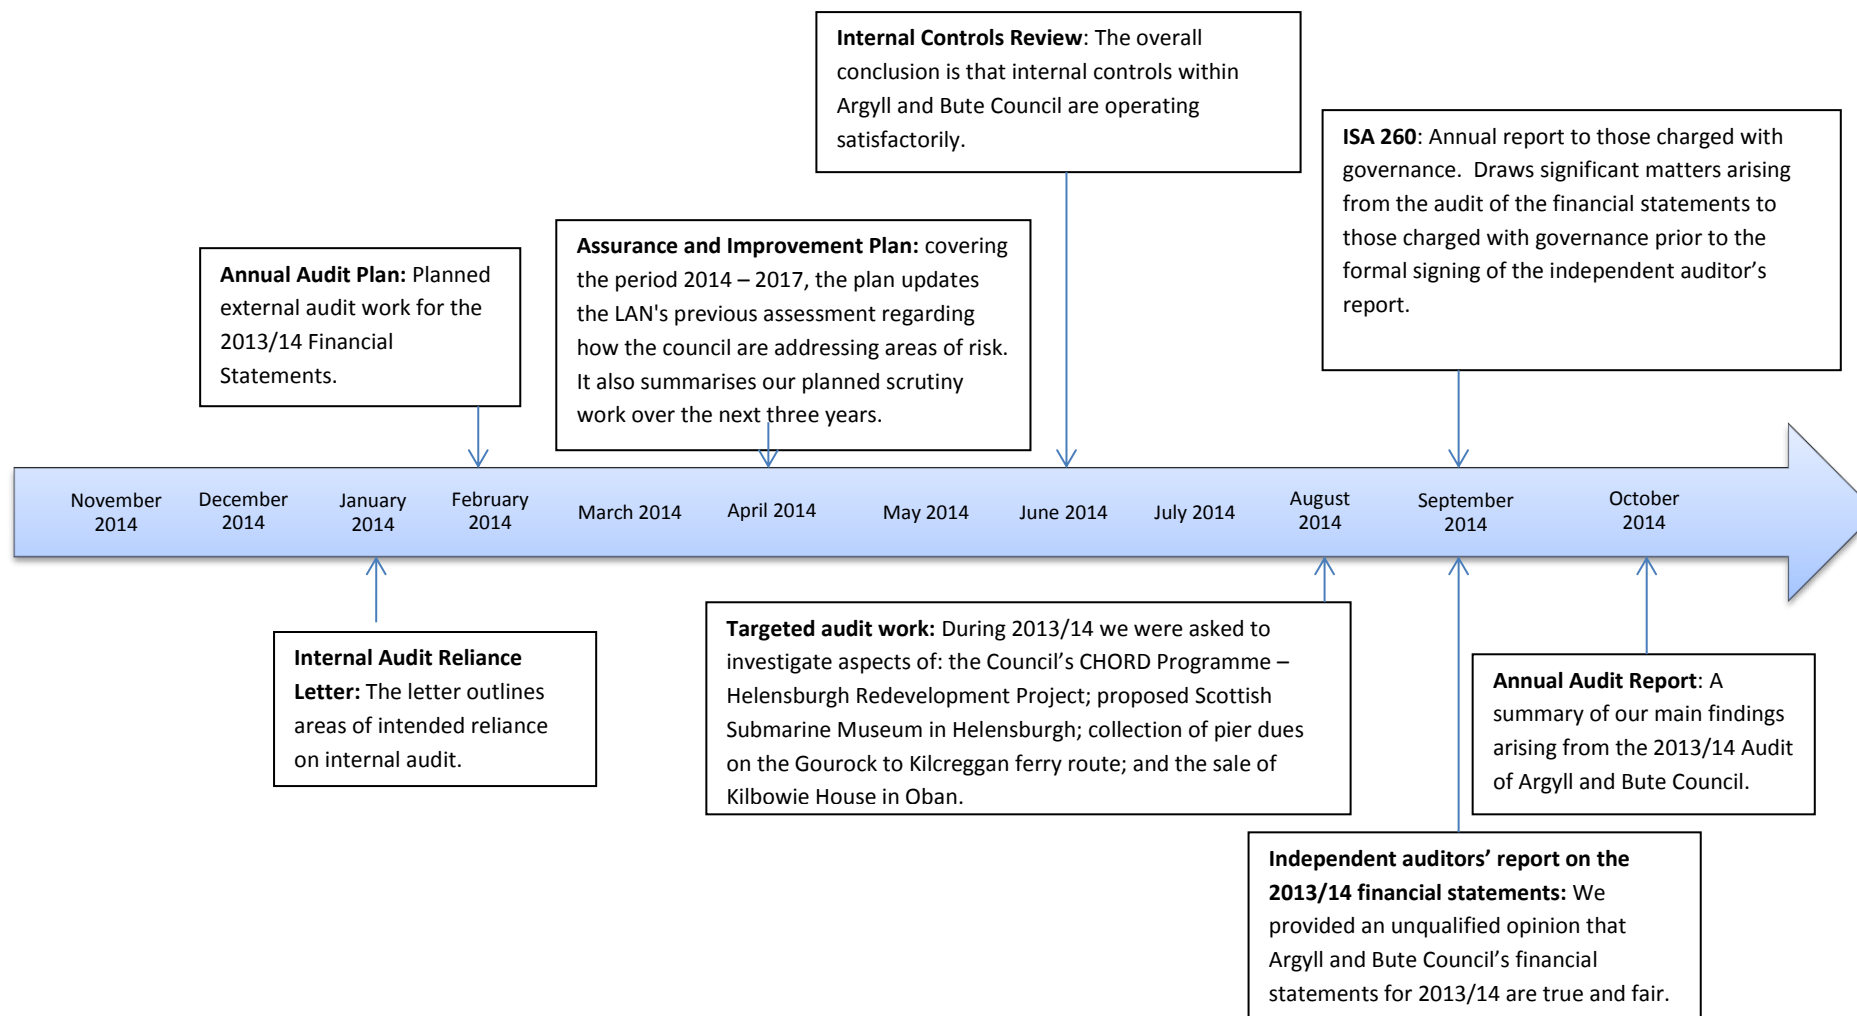 Internal Controls Review: The overall
conclusion is that internal controls within
Argyll and Bute Council are operating
satisfactorily.
ISA 260: Annual report to those charged with
governance.  Draws significant matters arising
from the audit of the financial statements to
those charged with governance prior to the
formal signing of the independent auditor’s
report.
Assurance and Improvement Plan: covering
the period 2014 – 2017, the plan updates
the LAN's previous assessment regarding
how the council are addressing areas of risk.
It also summarises our planned scrutiny
work over the next three years.
Annual Audit Plan: Planned
external audit work for the
2013/14 Financial
Statements.
November
2014
December
2014
January
2014
February
2014
March 2014
April 2014
May 2014
June 2014
July 2014
August
2014
September
2014
October
2014
Internal Audit Reliance
Letter: The letter outlines
areas of intended reliance
on internal audit.
Targeted audit work: During 2013/14 we were asked to
investigate aspects of: the Council’s CHORD Programme –
Helensburgh Redevelopment Project; proposed Scottish
Submarine Museum in Helensburgh; collection of pier dues
on the Gourock to Kilcreggan ferry route; and the sale of
Kilbowie House in Oban.
Annual Audit Report: A
summary of our main findings
arising from the 2013/14 Audit
of Argyll and Bute Council.
Independent auditors’ report on the
2013/14 financial statements: We
provided an unqualified opinion that
Argyll and Bute Council’s financial
statements for 2013/14 are true and fair.